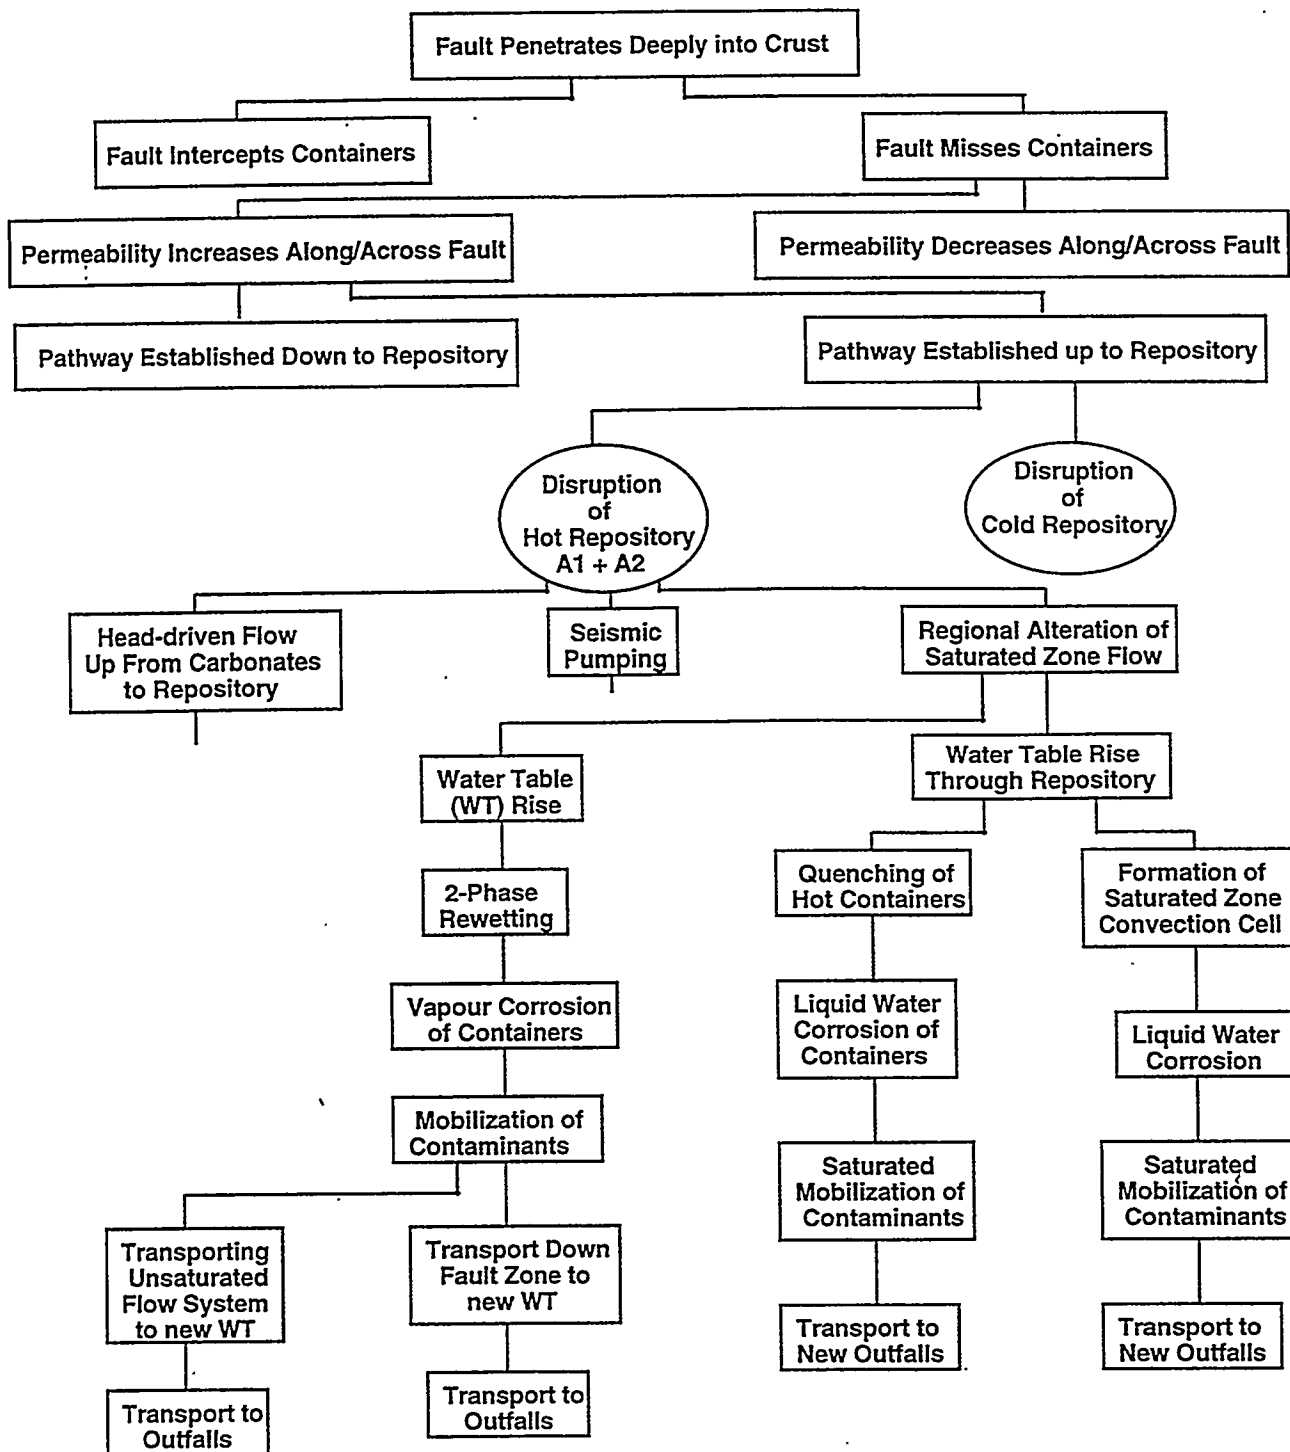 Fault Penetrates Deeply into Crust
Fault Intercepts Containers
Fault Misses Containers
Permeability Increases Along/Across Fault
Permeability Decreases Along/Across Fault
Pathway Established Down to Repository
Pathway Established up to Repository
Disruption
of
Hot Repository
A1 + A2
Disruption
of
Cold Repository
Head-driven Flow
Up From Carbonates
to Repository
Seismic
Pumping
Regional Alteration of
Saturated Zone Flow
Water Table
(WT) Rise
Water Table Rise
Through Repository
2-Phase
Rewetting
Quenching of
Hot Containers
Formation of
Saturated Zone
Convection Cell
Vapour Corrosion
of Containers
Liquid Water
Corrosion of
Containers
Liquid Water
Corrosion
Mobilization of
Contaminants
Saturated
Mobilization of
Contaminants
Saturated
Mobilization of
Contaminants
Transporting
Unsaturated
Flow System
to new WT
Transport Down
Fault Zone to
new WT
Transport to
New Outfalls
Transport to
New Outfalls
Transport to
Outfalls
Transport to
Outfalls